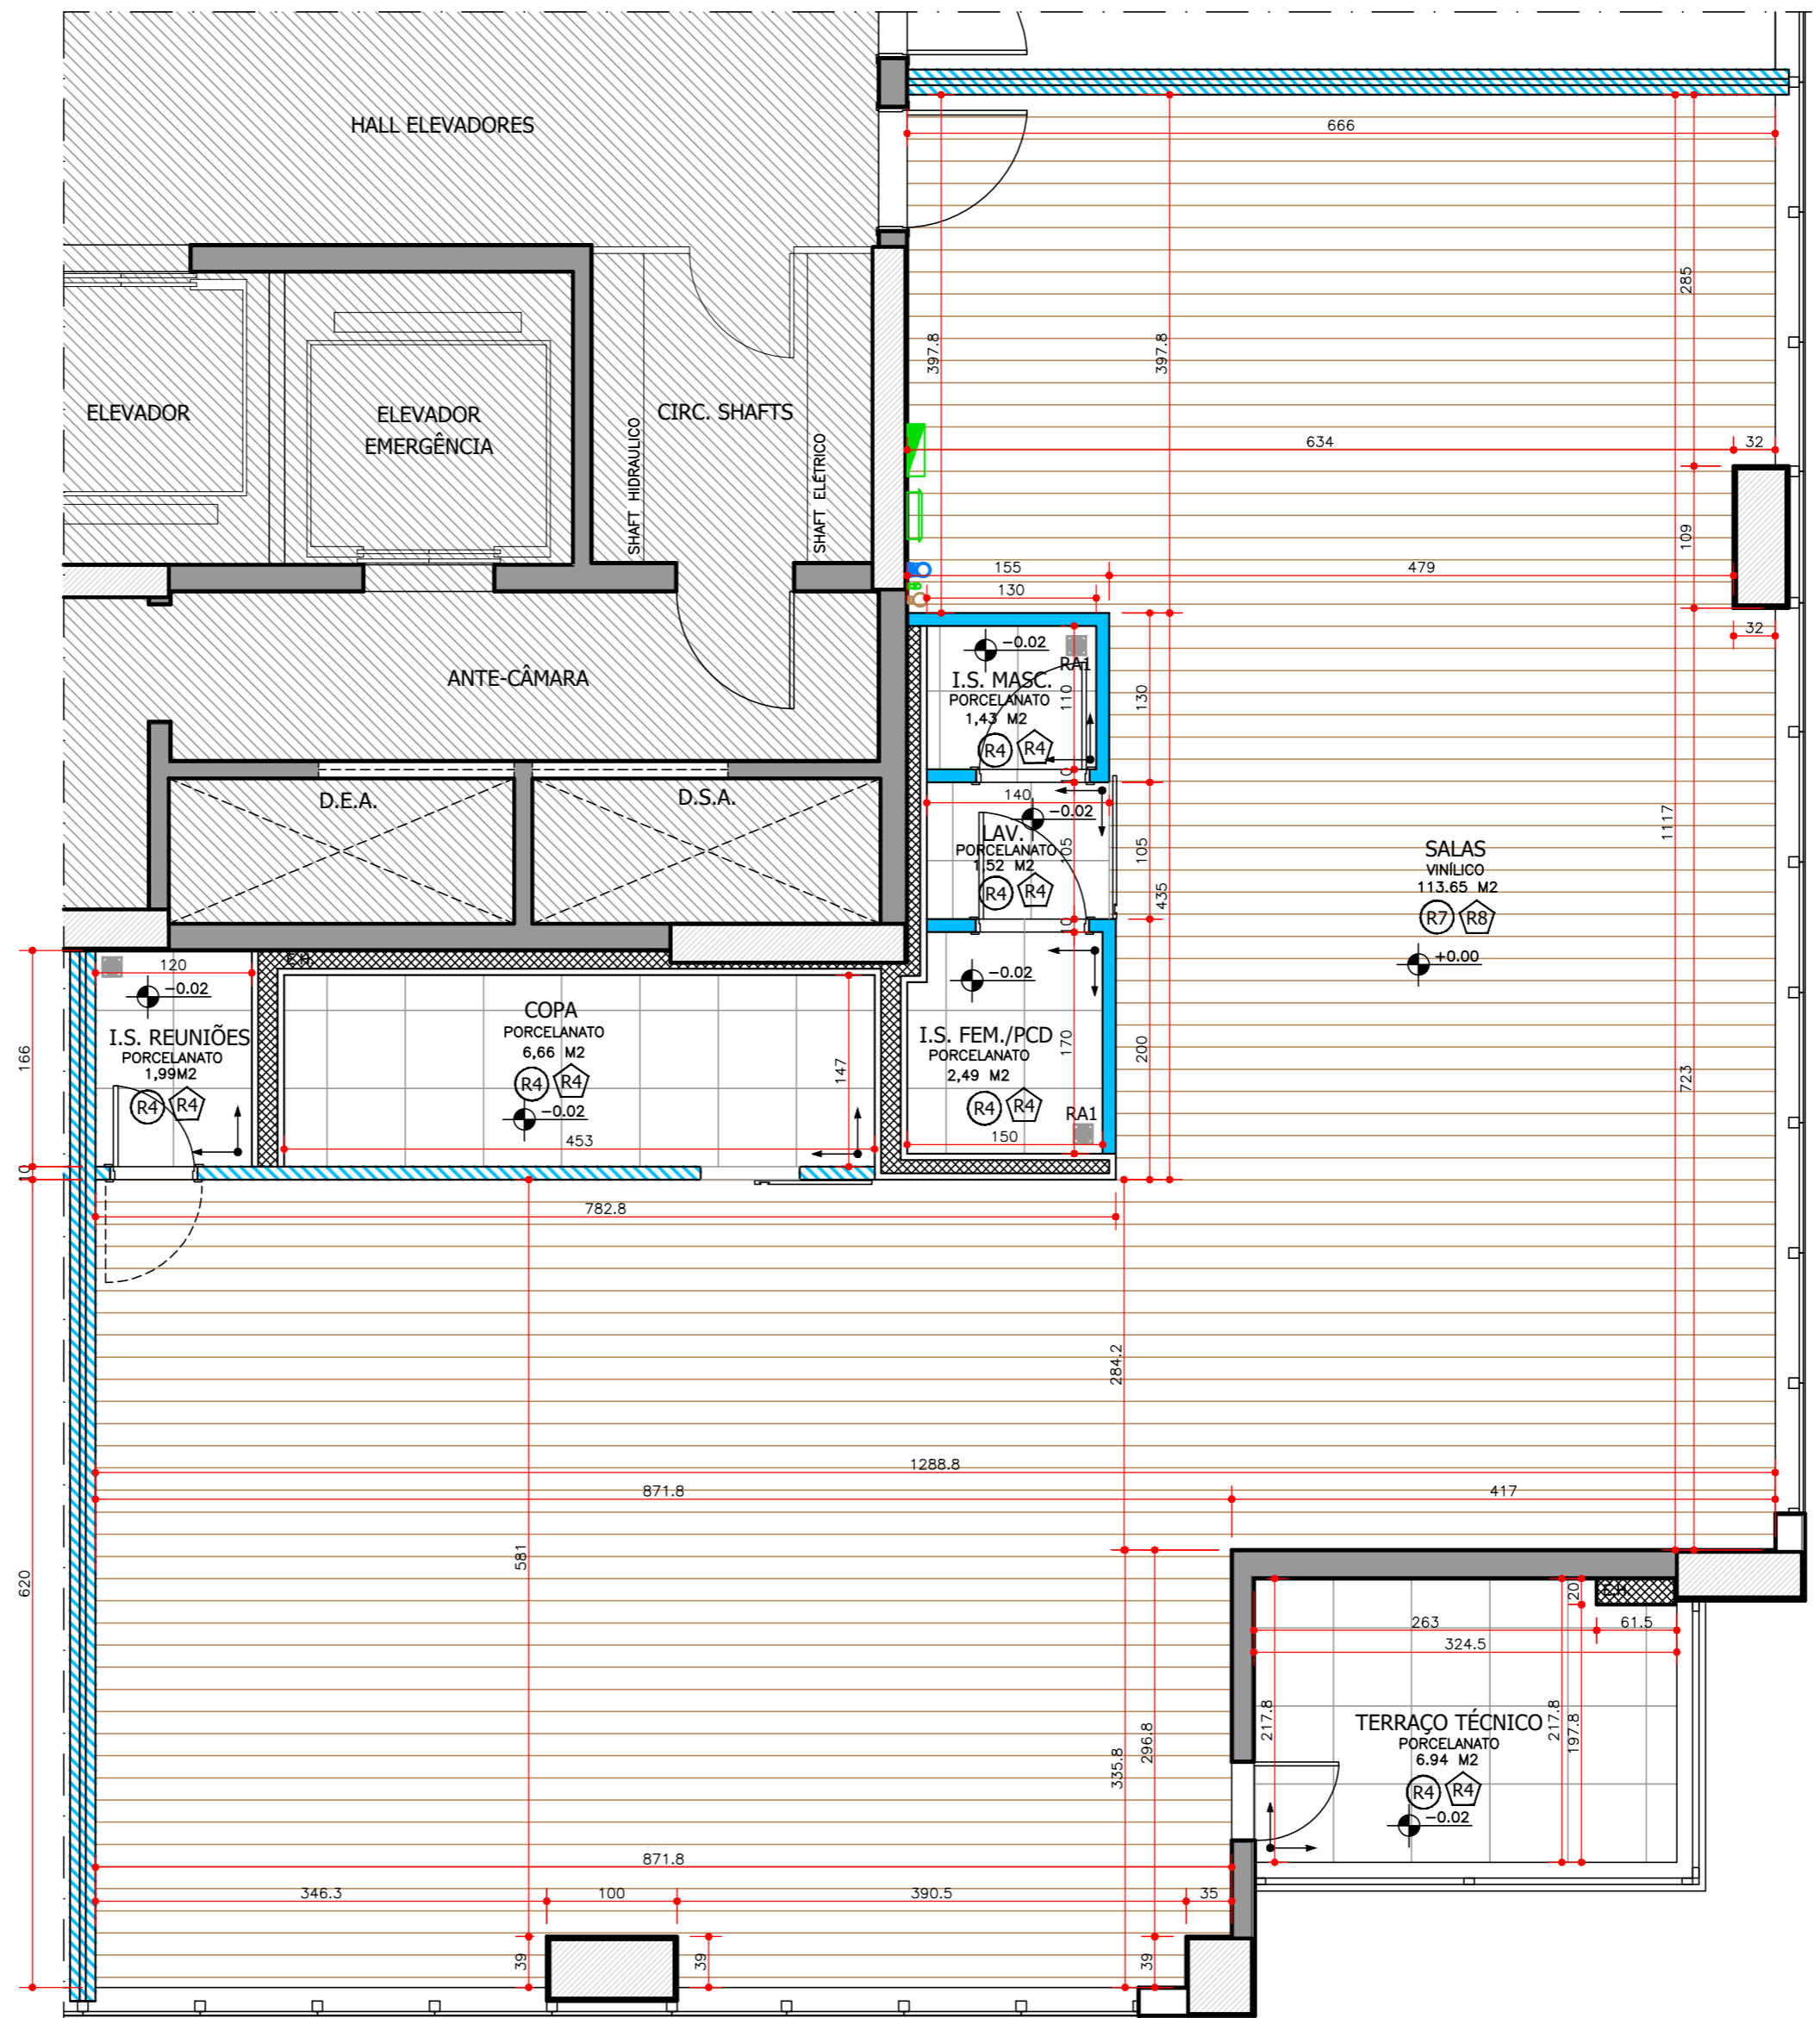 HALL ELEVADORES
666
285
397.8
397.8
ELEVADOR
ELEVADOR
EMERGÊNCIA
CIRC. SHAFTS
SHAFT HIDRAULICO
SHAFT ELÉTRICO
634
32
109
155
479
130
32
ANTE-CÂMARA
-0.02
RA1
I.S. MASC.
PORCELANATO
1,43 M2
R4
R4
110
130
10
D.E.A.
D.S.A.
140
-0.02
LAV.
PORCELANATO
1,52 M2
R4
R4
105
105
435
10
1117
SALAS
VINÍLICO
113.65 M2
R7
R8
+0.00
E.H.
120
-0.02
I.S. REUNIÕES
PORCELANATO
1,99M2
R4
R4
166
10
COPA
PORCELANATO
6,66 M2
R4
R4
-0.02
147
453
-0.02
I.S. FEM./PCD
PORCELANATO
2,49 M2
R4
R4
RA1
170
200
150
723
782.8
284.2
1288.8
871.8
417
581
620
E.H.
20
263
61.5
324.5
217.8
217.8
197.8
TERRAÇO TÉCNICO
PORCELANATO
6.94 M2
R4
R4
-0.02
335.8
296.8
871.8
346.3
100
390.5
35
39
39
39